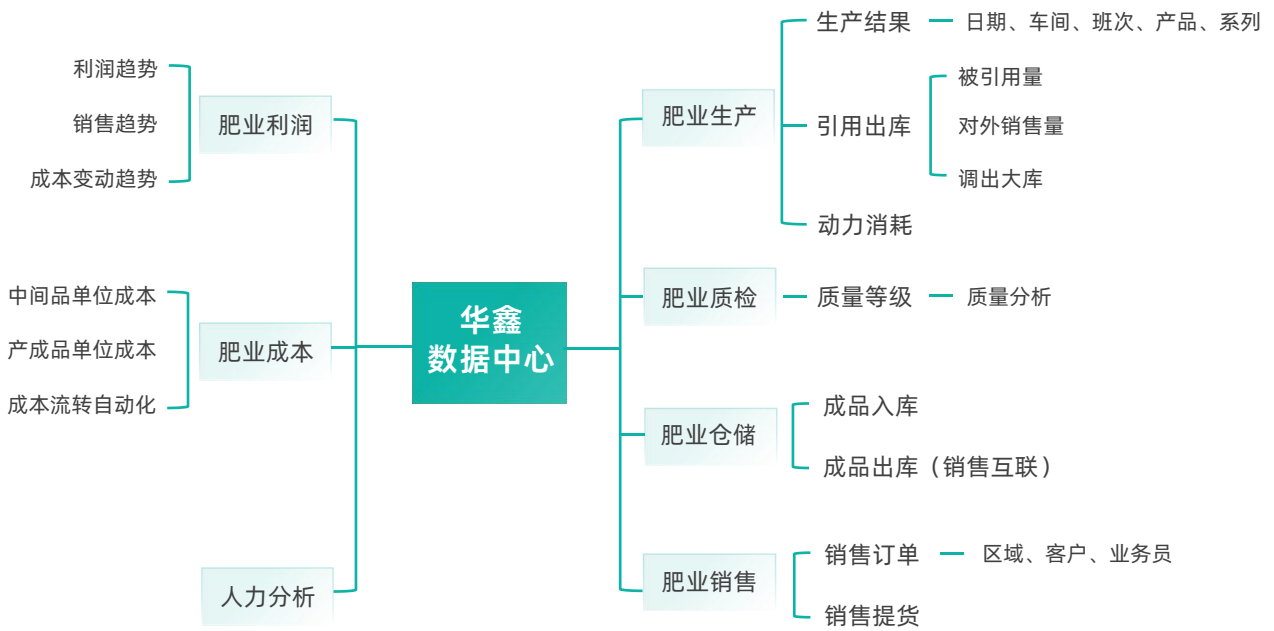 利润趋势
销售趋势
成本变动趋势
肥业利润
中间品单位成本
产成品单位成本
成本流转自动化
肥业成本
人力分析
华鑫
数据中心
肥业生产
生产结果
日期、车间、班次、产品、系列
引用出库
被引用量
对外销售量
调出大库
动力消耗
肥业质检
质量等级
质量分析
肥业仓储
成品入库
成品出库（销售互联）
肥业销售
销售订单
区域、客户、业务员
销售提货